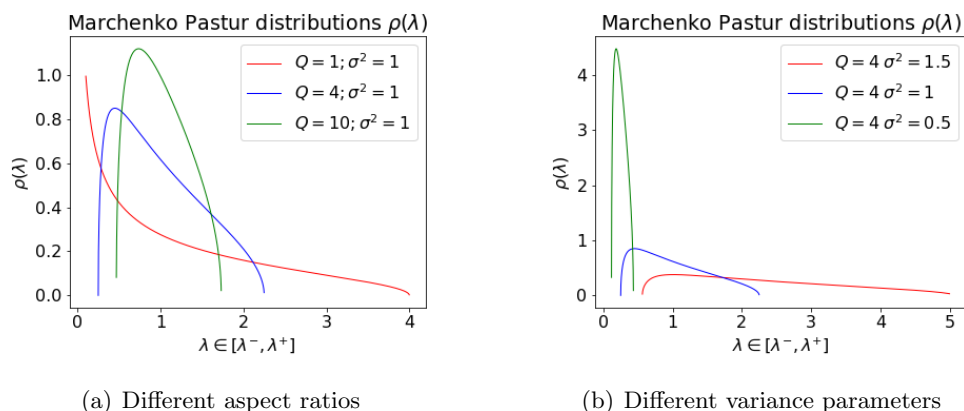 Marchenko Pastur distributions ρ(λ)
Q = 1; σ² = 1
Q = 4; σ² = 1
Q = 10; σ² = 1
ρ(λ)
1.0
0.8
0.6
0.4
0.2
0.0
0 1 2 3 4
λ ∈ [λ⁻, λ⁺]
(a) Different aspect ratios
Marchenko Pastur distributions ρ(λ)
Q = 4 σ² = 1.5
Q = 4 σ² = 1
Q = 4 σ² = 0.5
ρ(λ)
4
3
2
1
0
0 1 2 3 4 5
λ ∈ [λ⁻, λ⁺]
(b) Different variance parameters